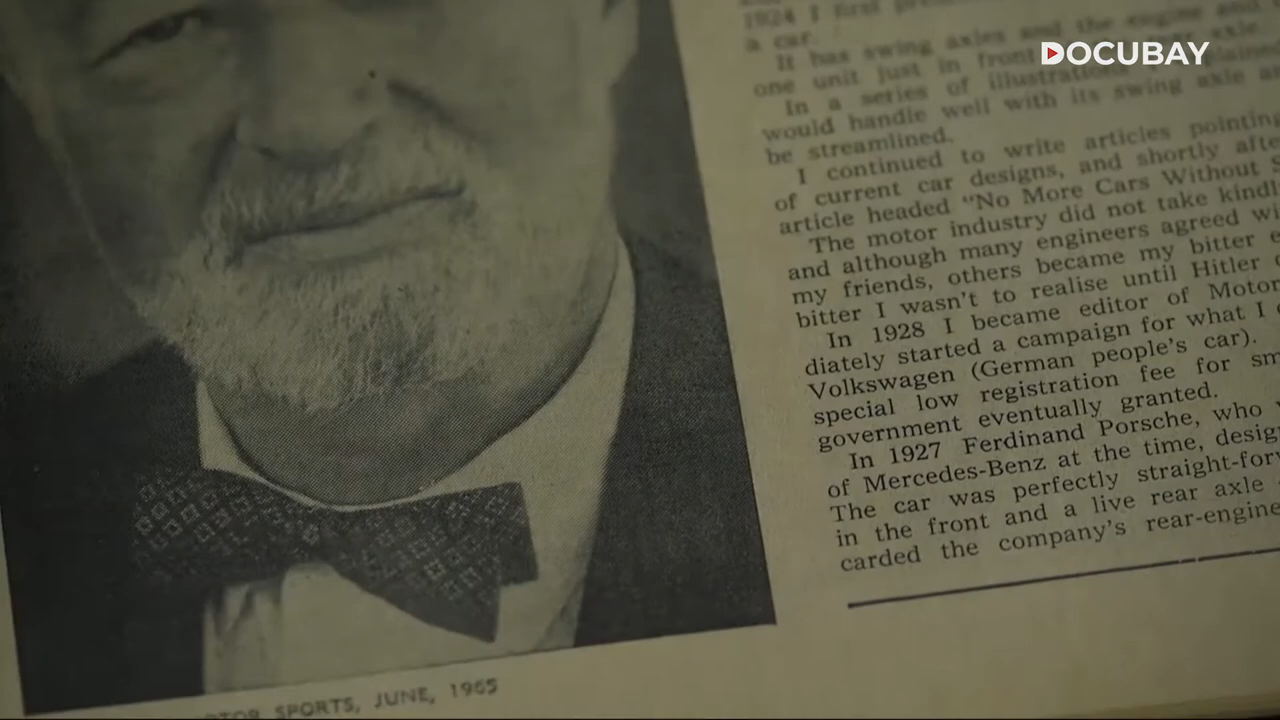 DOCUBAY
1924 I first
a car.
It has swing axles and the engine and
one unit just in front
In a series of illustrations
would handle well with its swing axle
be streamlined.
I continued to write articles pointing
of current car designs, and shortly afte
article headed "No More Cars Without S
The motor industry did not take kindl
and although many engineers agreed wi
my friends, others became my bitter e
bitter I wasn't to realise until Hitler
In 1928 I became editor of Motor
diately started a campaign for what I
Volkswagen (German people's car).
special low registration fee for sm
government eventually granted.
In 1927 Ferdinand Porsche, who
of Mercedes-Benz at the time, desig
The car was perfectly straight-forw
in the front and a live rear axle
carded the company's rear-engine
OTOR SPORTS, JUNE, 1965